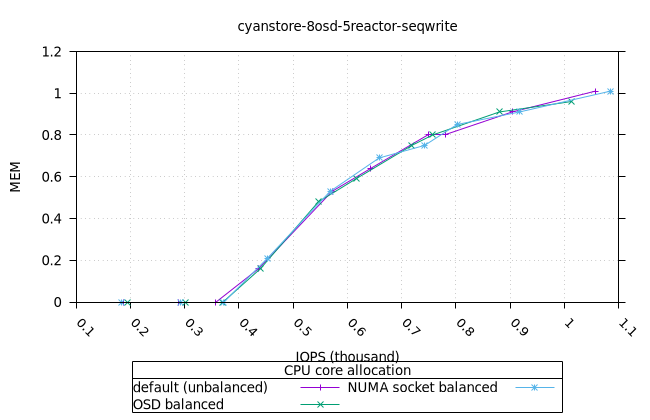 cyanstore-8osd-5reactor-seqwrite
1.2
1
0.8
0.6
0.4
0.2
0
MEM
0.1 0.2 0.3 0.4 0.5 0.6 0.7 0.8 0.9 1 1.1
IOPS (thousand)
CPU core allocation
default (unbalanced) NUMA socket balanced
OSD balanced